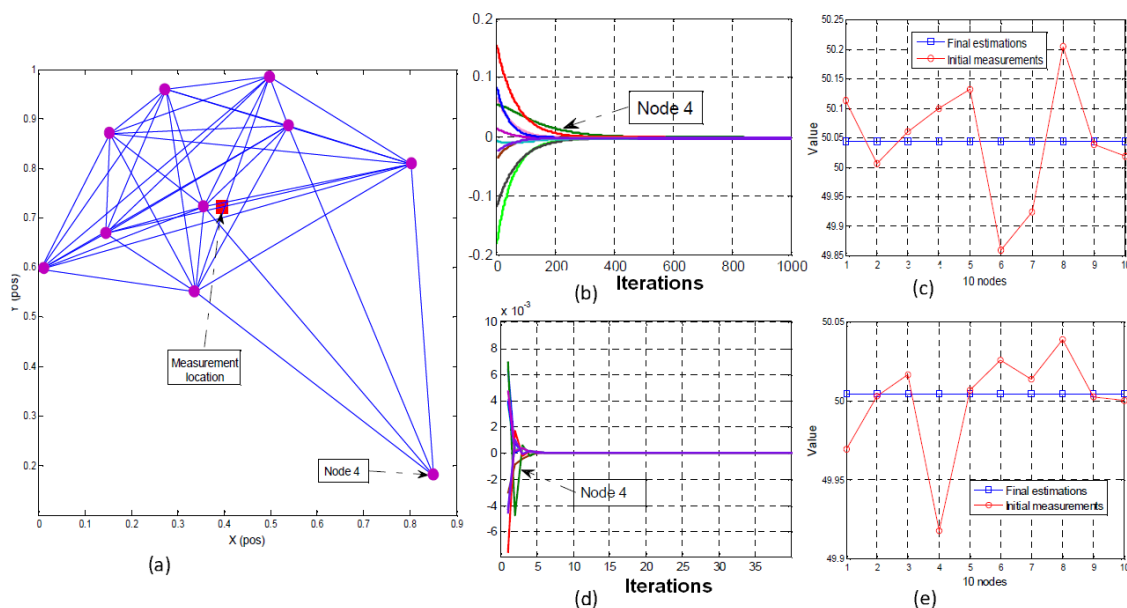 1
0.9
0.8
0.7
0.6
0.5
0.4
0.3
0.2
(pos)
Measurement
location
Node 4
0 0.1 0.2 0.3 0.4 0.5 0.6 0.7 0.8 0.9
X (pos)
(a)
0.2
0.1
0
-0.1
-0.2
Node 4
0 200 400 600 800 1000
Iterations
(b)
50.25
50.2
50.15
50.1
50.05
50
49.95
49.9
49.85
Value
Final estimations
Initial measurements
1 2 3 4 5 6 7 8 9 10
10 nodes
(c)
10 x 10⁻³
8
6
4
2
0
-2
-4
-6
-8
Node 4
0 5 10 15 20 25 30 35
Iterations
(d)
50.05
50
49.95
49.9
Value
Final estimations
Initial measurements
1 2 3 4 5 6 7 8 9 10
10 nodes
(e)